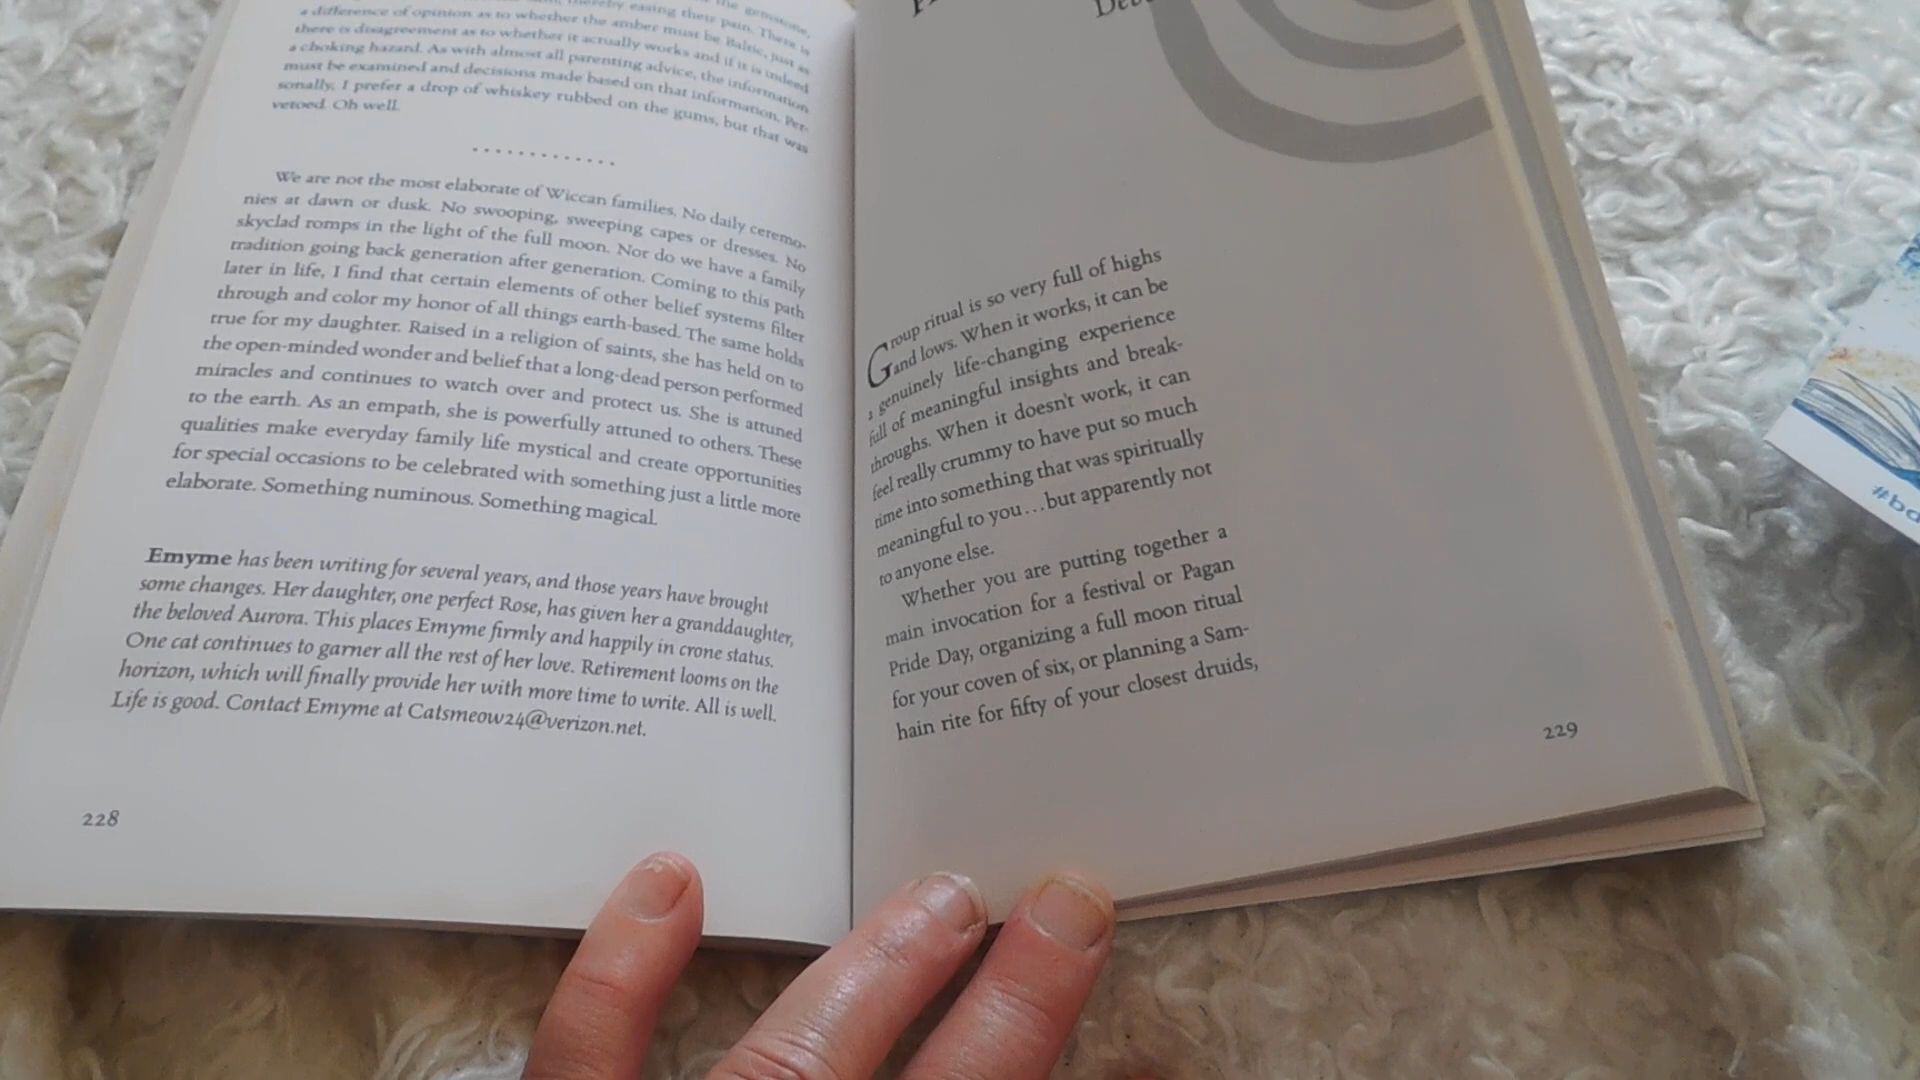 thereby easing their pain. There is
a difference of opinion as to whether the amber must be Baltic, just as
there is disagreement as to whether it actually works and if it is indeed
a choking hazard. As with almost all parenting advice, the information
must be examined and decisions made based on that information. Per-
sonally, I prefer a drop of whiskey rubbed on the gums, but that was
vetoed. Oh well.
.............
We are not the most elaborate of Wiccan families. No daily ceremo-
nies at dawn or dusk. No swooping, sweeping capes or dresses. No
skyclad romps in the light of the full moon. Nor do we have a family
tradition going back generation after generation. Coming to this path
later in life, I find that certain elements of other belief systems filter
through and color my honor of all things earth-based. The same holds
true for my daughter. Raised in a religion of saints, she has held on to
the open-minded wonder and belief that a long-dead person performed
miracles and continues to watch over and protect us. She is attuned
to the earth. As an empath, she is powerfully attuned to others. These
qualities make everyday family life mystical and create opportunities
for special occasions to be celebrated with something just a little more
elaborate. Something numinous. Something magical.
Emyme has been writing for several years, and those years have brought
some changes. Her daughter, one perfect Rose, has given her a granddaughter,
the beloved Aurora. This places Emyme firmly and happily in crone status.
One cat continues to garner all the rest of her love. Retirement looms on the
horizon, which will finally provide her with more time to write. All is well.
Life is good. Contact Emyme at Catsmeow24@verizon.net.
228
Group ritual is so very full of highs
and lows. When it works, it can be
a genuinely life-changing experience
full of meaningful insights and break-
throughs. When it doesn't work, it can
feel really crummy to have put so much
time into something that was spiritually
meaningful to you...but apparently not
to anyone else.
Whether you are putting together a
main invocation for a festival or Pagan
Pride Day, organizing a full moon ritual
for your coven of six, or planning a Sam-
hain rite for fifty of your closest druids,
229